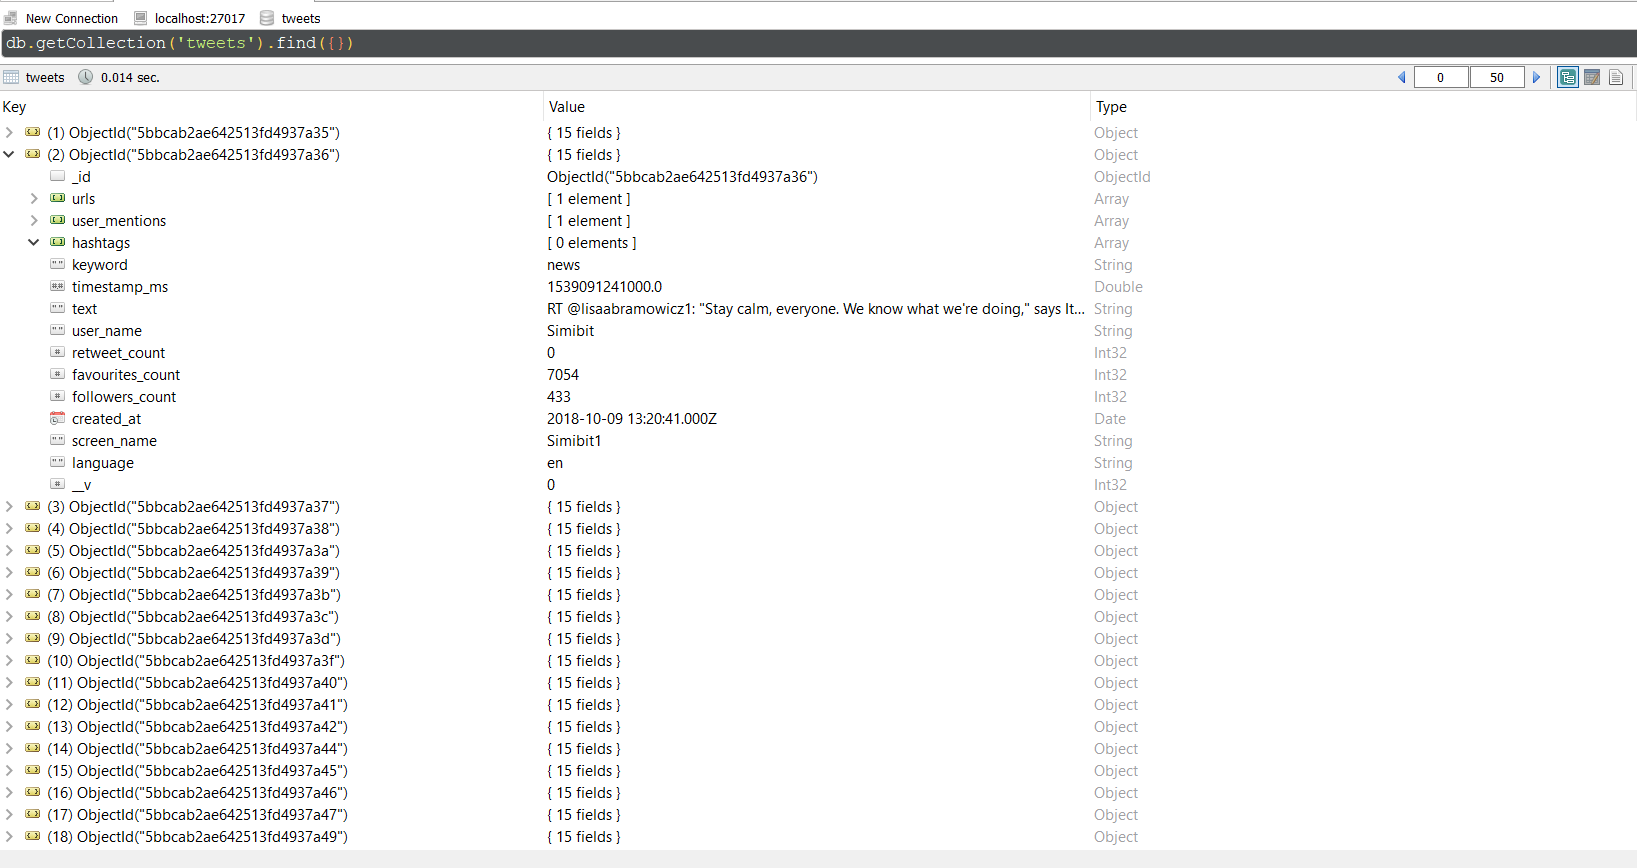 New Connection localhost:27017 tweets
db.getCollection('tweets').find({})
tweets 0.014 sec. 0 50
Key Value Type
(1) ObjectId("5bbcab2ae642513fd4937a35") { 15 fields } Object
(2) ObjectId("5bbcab2ae642513fd4937a36") { 15 fields } Object
_id ObjectId("5bbcab2ae642513fd4937a36") ObjectId
urls [ 1 element ] Array
user_mentions [ 1 element ] Array
hashtags [ 0 elements ] Array
keyword news String
timestamp_ms 1539091241000.0 Double
text RT @lisaabramowicz1: "Stay calm, everyone. We know what we're doing," says It... String
user_name Simibit String
retweet_count 0 Int32
favourites_count 7054 Int32
followers_count 433 Int32
created_at 2018-10-09 13:20:41.000Z Date
screen_name Simibit1 String
language en String
__v 0 Int32
(3) ObjectId("5bbcab2ae642513fd4937a37") { 15 fields } Object
(4) ObjectId("5bbcab2ae642513fd4937a38") { 15 fields } Object
(5) ObjectId("5bbcab2ae642513fd4937a3a") { 15 fields } Object
(6) ObjectId("5bbcab2ae642513fd4937a39") { 15 fields } Object
(7) ObjectId("5bbcab2ae642513fd4937a3b") { 15 fields } Object
(8) ObjectId("5bbcab2ae642513fd4937a3c") { 15 fields } Object
(9) ObjectId("5bbcab2ae642513fd4937a3d") { 15 fields } Object
(10) ObjectId("5bbcab2ae642513fd4937a3f") { 15 fields } Object
(11) ObjectId("5bbcab2ae642513fd4937a40") { 15 fields } Object
(12) ObjectId("5bbcab2ae642513fd4937a41") { 15 fields } Object
(13) ObjectId("5bbcab2ae642513fd4937a42") { 15 fields } Object
(14) ObjectId("5bbcab2ae642513fd4937a44") { 15 fields } Object
(15) ObjectId("5bbcab2ae642513fd4937a45") { 15 fields } Object
(16) ObjectId("5bbcab2ae642513fd4937a46") { 15 fields } Object
(17) ObjectId("5bbcab2ae642513fd4937a47") { 15 fields } Object
(18) ObjectId("5bbcab2ae642513fd4937a49") { 15 fields } Object